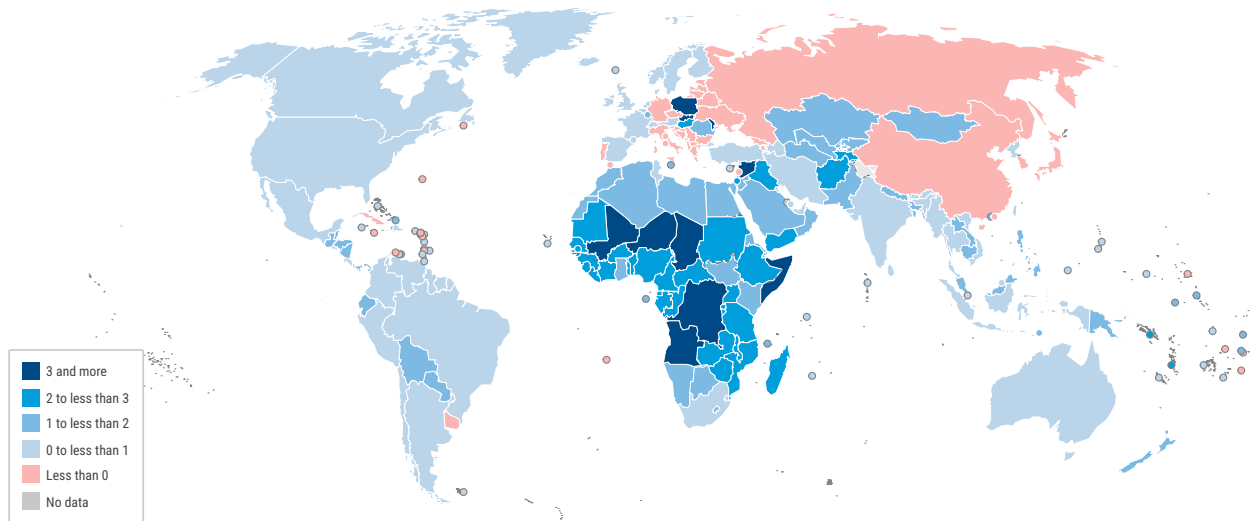 3 and more
2 to less than 3
1 to less than 2
0 to less than 1
Less than 0
No data